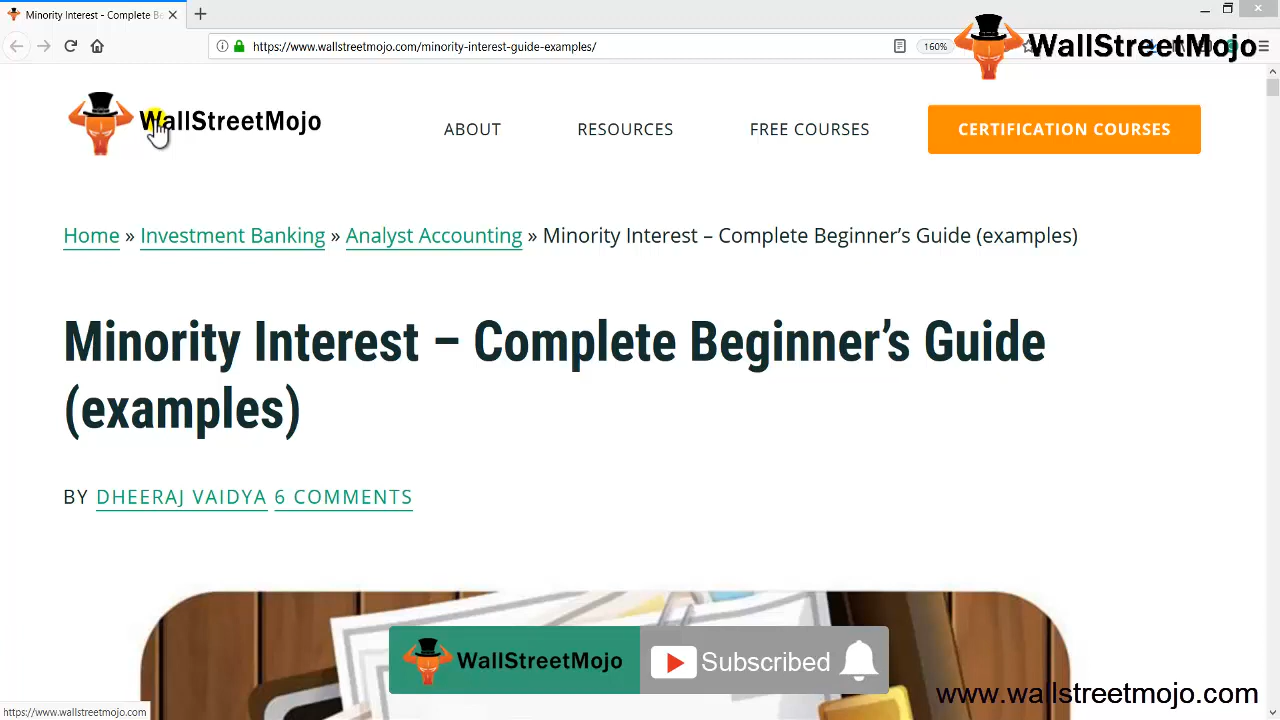 Minority Interest - Complete Be
https://www.wallstreetmojo.com/minority-interest-guide-examples/
160%
WallStreetMojo
WallStreetMojo
ABOUT
RESOURCES
FREE COURSES
CERTIFICATION COURSES
Home » Investment Banking » Analyst Accounting » Minority Interest – Complete Beginner’s Guide (examples)
Minority Interest – Complete Beginner’s Guide
(examples)
BY DHEERAJ VAIDYA 6 COMMENTS
WallStreetMojo
Subscribed
www.wallstreetmojo.com
https://www.wallstreetmojo.com